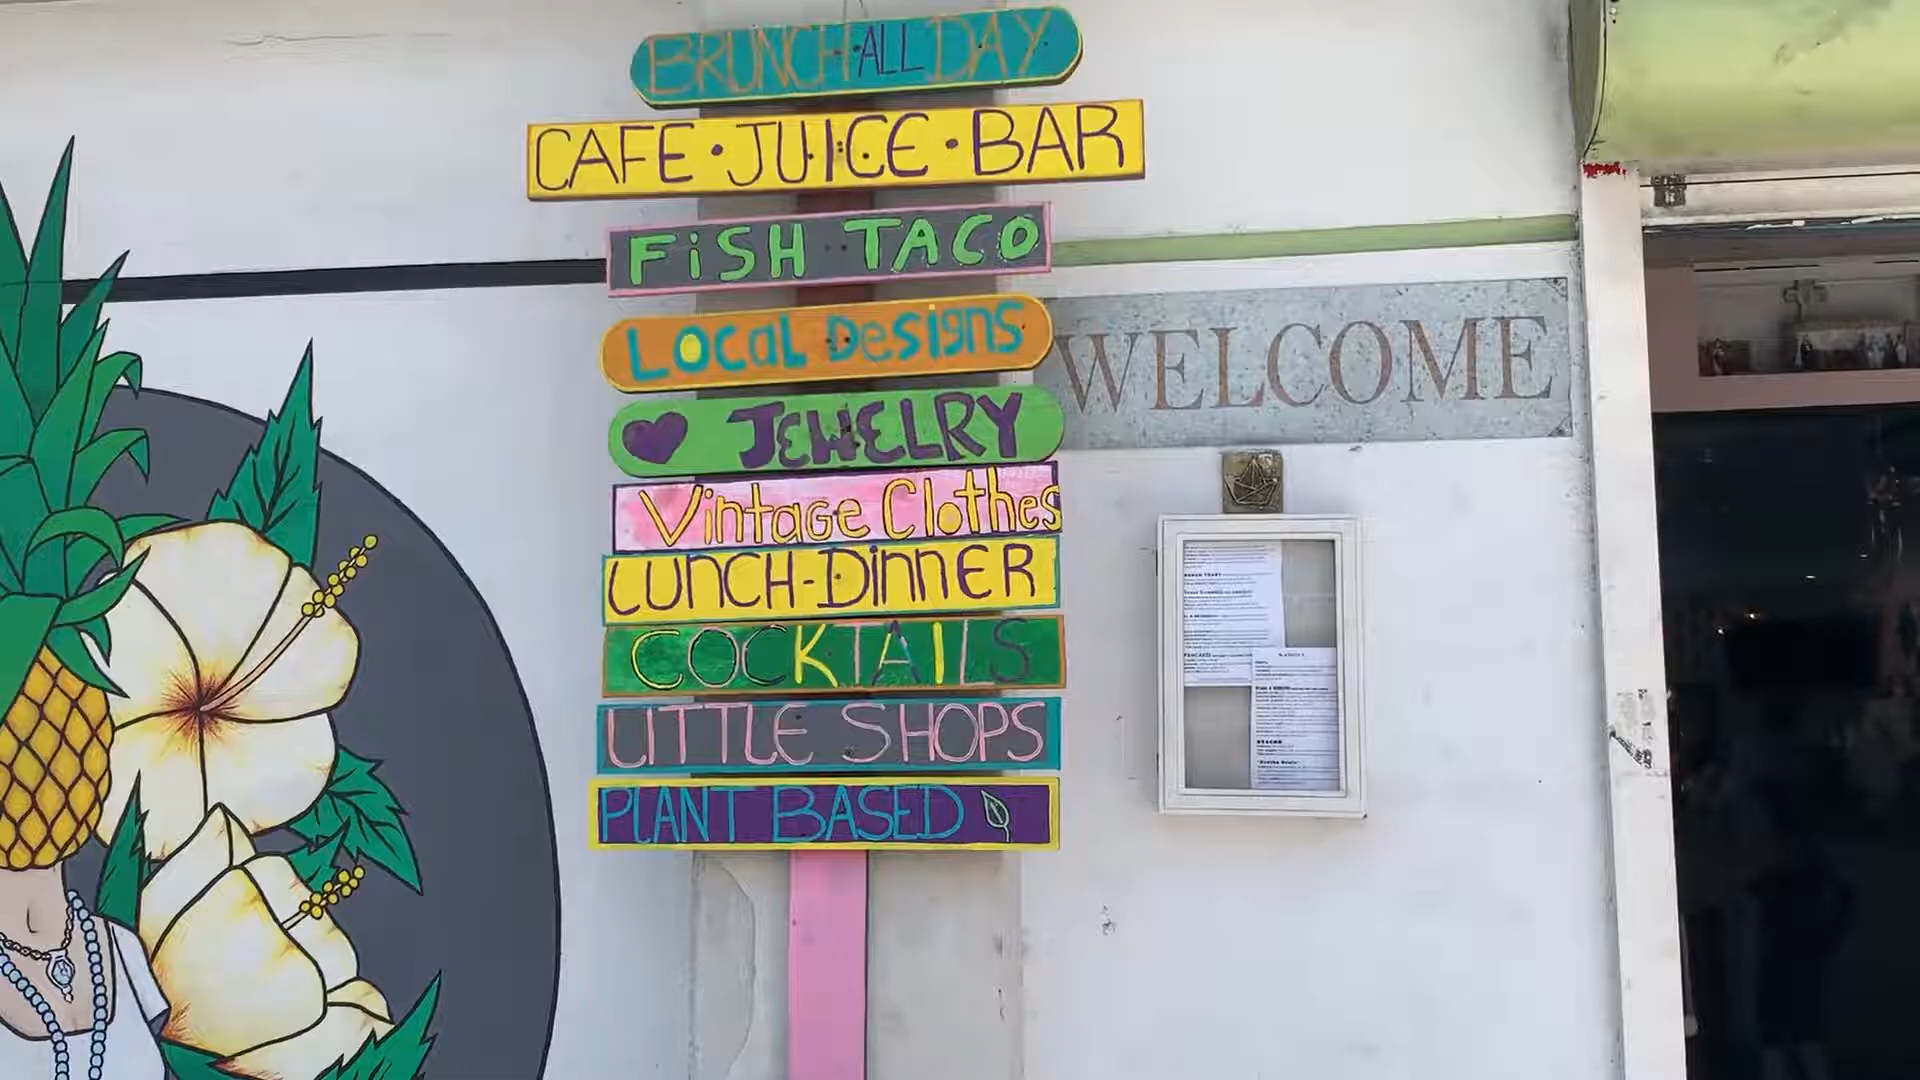 BRUNCH·ALL DAY
CAFE·JUICE·BAR
FiSH TACO
LOCaL DeSigns
JEWELRY
Vintage Clothes
LUNCH-DinnER
COCKTAILS
LITTLE SHOPS
PLANT BASED
WELCOME